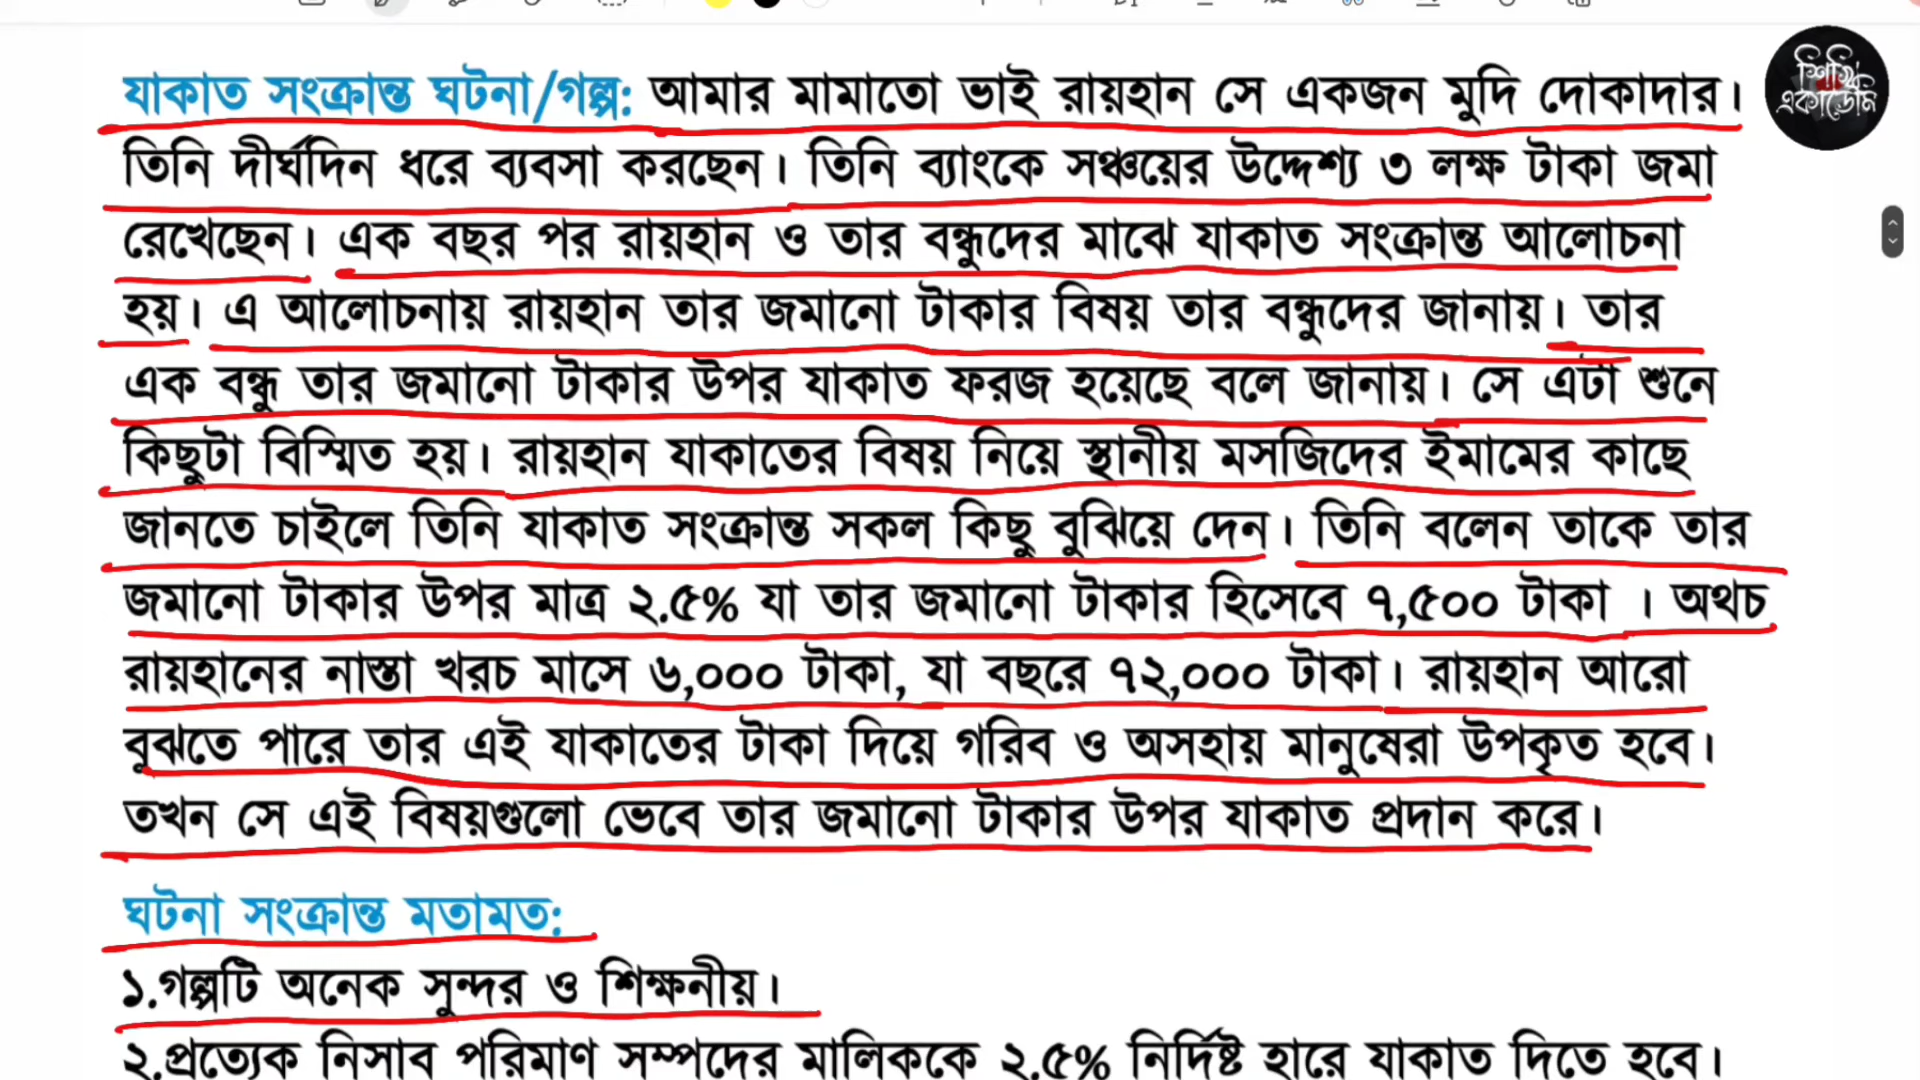 যাকাত সংক্রান্ত ঘটনা/গল্প: আমার মামাতো ভাই রায়হান সে একজন মুদি দোকাদার।
শিখি একাডেমি
তিনি দীর্ঘদিন ধরে ব্যবসা করছেন। তিনি ব্যাংকে সঞ্চয়ের উদ্দেশ্য ৩ লক্ষ টাকা জমা
রেখেছেন। এক বছর পর রায়হান ও তার বন্ধুদের মাঝে যাকাত সংক্রান্ত আলোচনা
হয়। এ আলোচনায় রায়হান তার জমানো টাকার বিষয় তার বন্ধুদের জানায়। তার
এক বন্ধু তার জমানো টাকার উপর যাকাত ফরজ হয়েছে বলে জানায়। সে এটা শুনে
কিছুটা বিস্মিত হয়। রায়হান যাকাতের বিষয় নিয়ে স্থানীয় মসজিদের ইমামের কাছে
জানতে চাইলে তিনি যাকাত সংক্রান্ত সকল কিছু বুঝিয়ে দেন। তিনি বলেন তাকে তার
জমানো টাকার উপর মাত্র ২.৫% যা তার জমানো টাকার হিসেবে ৭,৫০০ টাকা । অথচ
রায়হানের নাস্তা খরচ মাসে ৬,০০০ টাকা, যা বছরে ৭২,০০০ টাকা। রায়হান আরো
বুঝতে পারে তার এই যাকাতের টাকা দিয়ে গরিব ও অসহায় মানুষেরা উপকৃত হবে।
তখন সে এই বিষয়গুলো ভেবে তার জমানো টাকার উপর যাকাত প্রদান করে।
ঘটনা সংক্রান্ত মতামত:
১.গল্পটি অনেক সুন্দর ও শিক্ষনীয়।
২.প্রত্যেক নিসাব পরিমাণ সম্পদের মালিককে ২.৫% নির্দিষ্ট হারে যাকাত দিতে হবে।